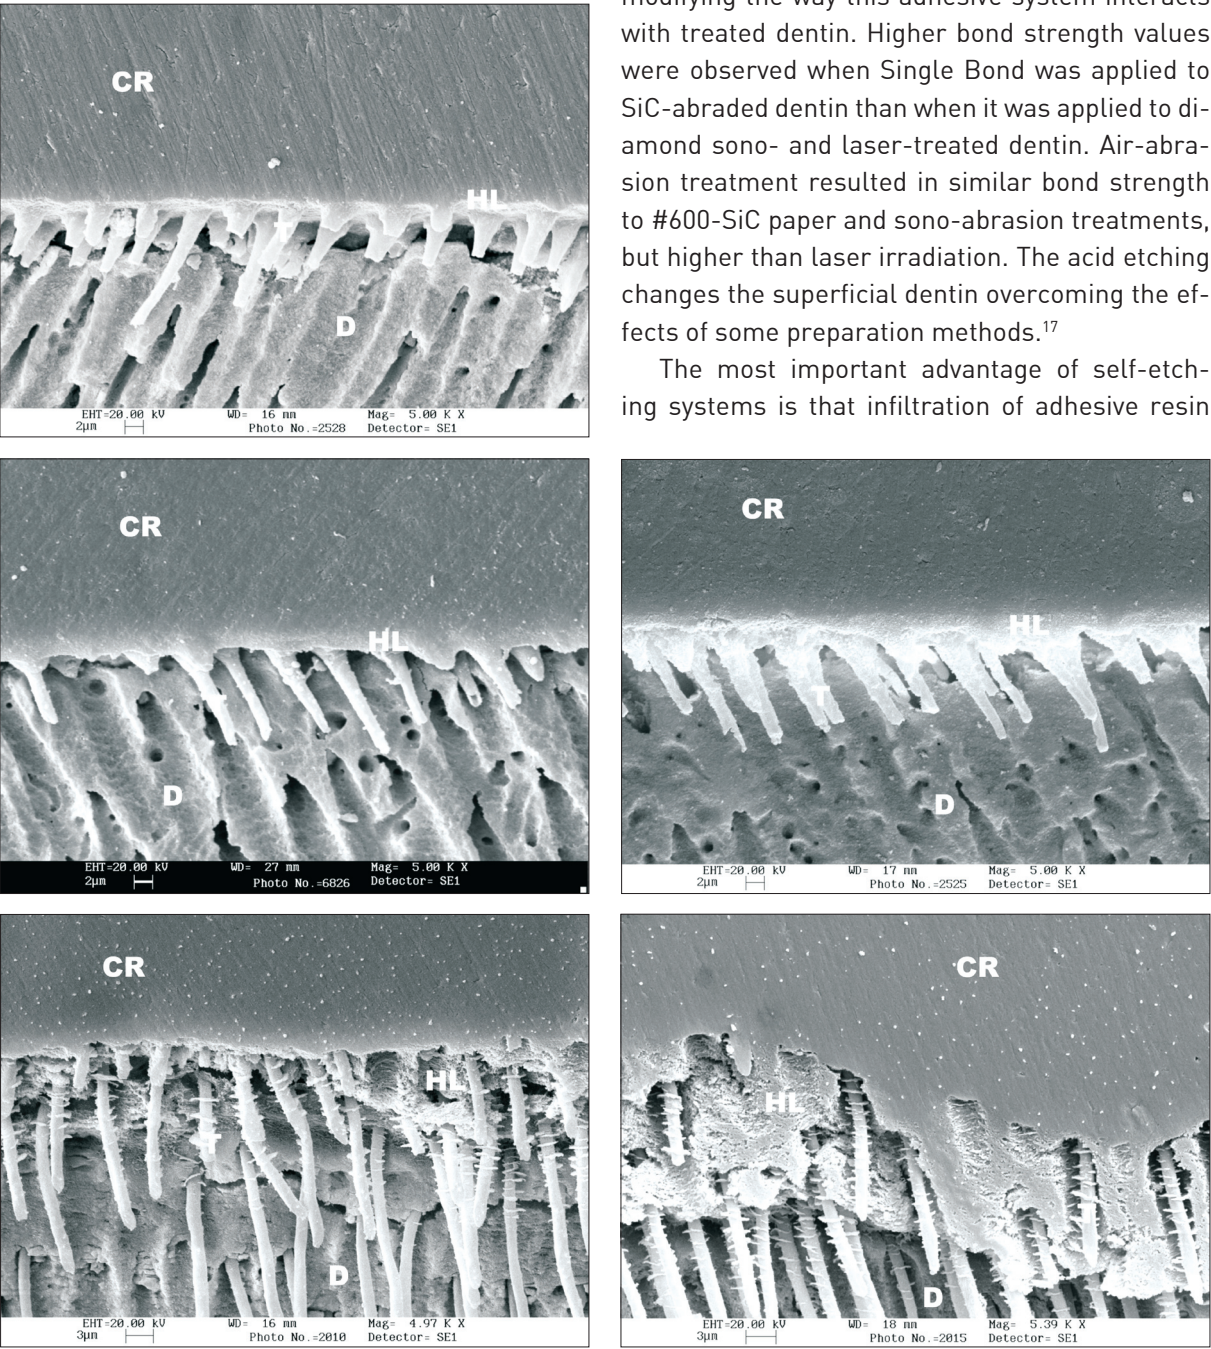 CR
HL
T
D
EHT=20.00 kV WD= 16 mm Mag= 5.00 K X
2µm Photo No.=2528 Detector= SE1
modifying the way this adhesive system interacts
with treated dentin. Higher bond strength values
were observed when Single Bond was applied to
SiC-abraded dentin than when it was applied to di-
amond sono- and laser-treated dentin. Air-abra-
sion treatment resulted in similar bond strength
to #600-SiC paper and sono-abrasion treatments,
but higher than laser irradiation. The acid etching
changes the superficial dentin overcoming the ef-
fects of some preparation methods.17
The most important advantage of self-etch-
ing systems is that infiltration of adhesive resin
CR
HL
T
D
EHT=20.00 kV WD= 27 mm Mag= 5.00 K X
2µm Photo No.=6826 Detector= SE1
CR
HL
T
D
EHT=20.00 kV WD= 17 mm Mag= 5.00 K X
2µm Photo No.=2525 Detector= SE1
CR
HL
T
D
EHT=20.00 kV WD= 16 mm Mag= 4.97 K X
3µm Photo No.=2010 Detector= SE1
CR
HL
T
D
EHT=20.00 kV WD= 18 mm Mag= 5.39 K X
3µm Photo No.=2015 Detector= SE1